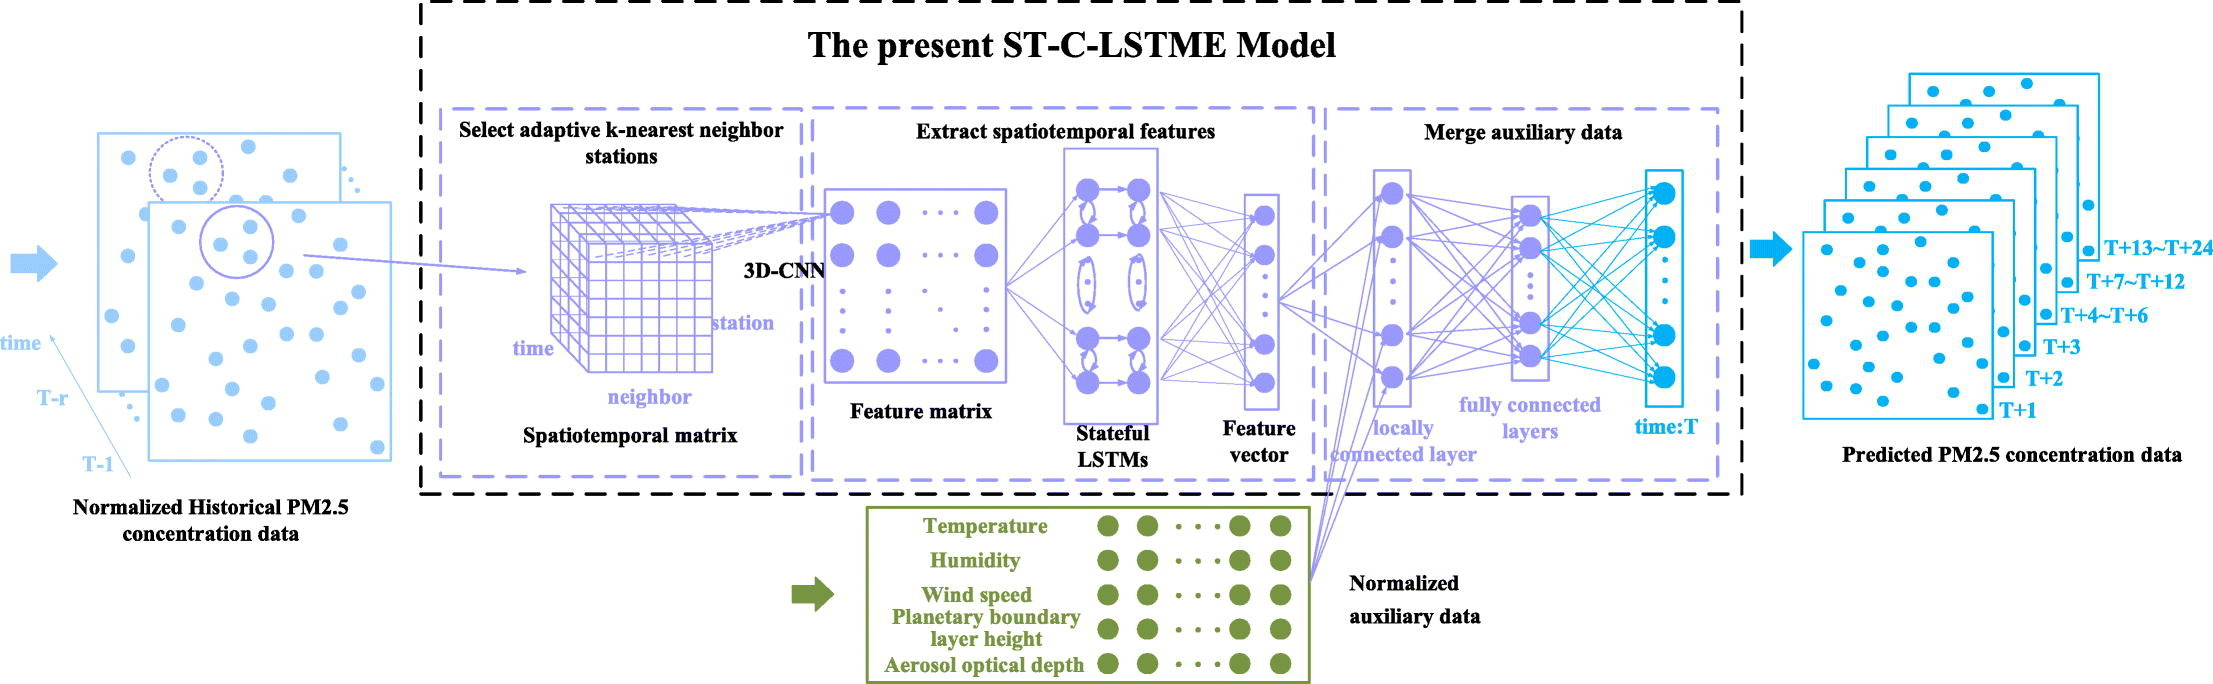 The present ST-C-LSTME Model
Select adaptive k-nearest neighbor
stations
Extract spatiotemporal features
Merge auxiliary data
3D-CNN
station
time
neighbor
Spatiotemporal matrix
Feature matrix
Stateful
LSTMs
Feature
vector
locally
connected layer
fully connected
layers
time:T
time
T-r
T-1
Normalized Historical PM2.5
concentration data
T+13~T+24
T+7~T+12
T+4~T+6
T+3
T+2
T+1
Predicted PM2.5 concentration data
Temperature
Humidity
Wind speed
Planetary boundary
layer height
Aerosol optical depth
Normalized
auxiliary data